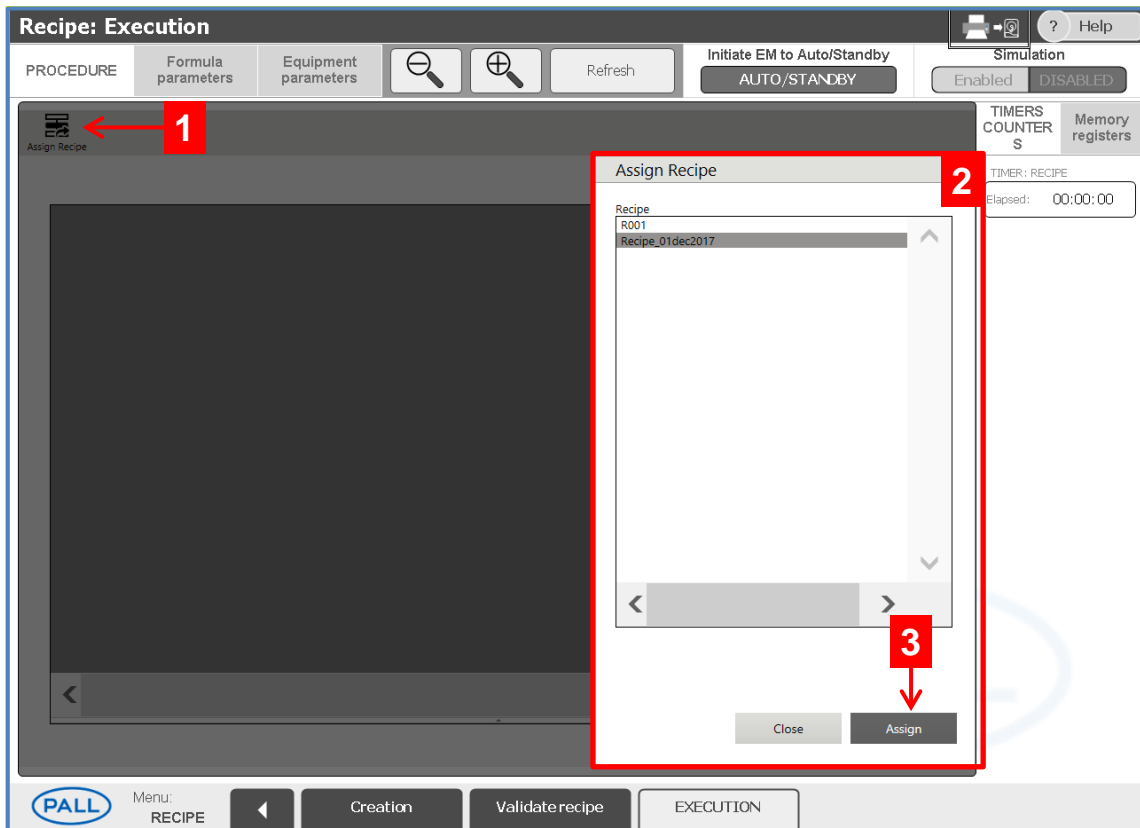 Recipe: Execution
? Help
PROCEDURE
Formula
parameters
Equipment
parameters
Refresh
Initiate EM to Auto/Standby
AUTO/STANDBY
Simulation
Enabled DISABLED
Assign Recipe
1
TIMERS
COUNTER
S
Memory
registers
TIMER: RECIPE
Elapsed: 00:00:00
Assign Recipe
2
Recipe
R001
Recipe_01dec2017
3
Close Assign
PALL
Menu:
RECIPE
Creation Validate recipe EXECUTION